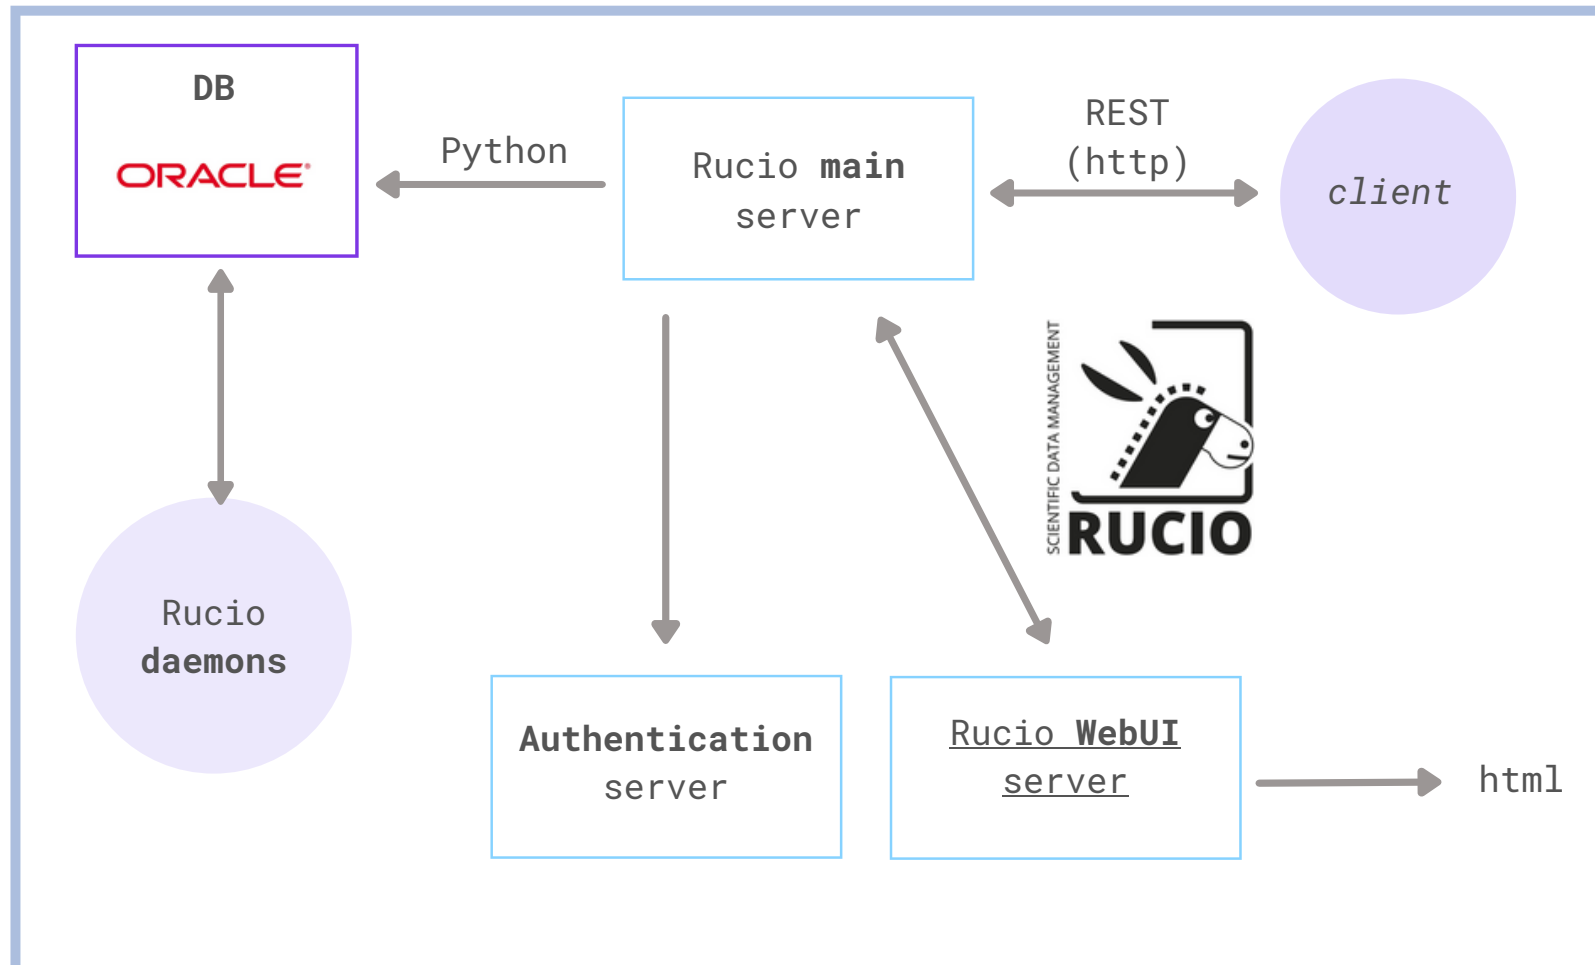 DB
ORACLE
Python
Rucio main
server
REST
(http)
client
SCIENTIFIC DATA MANAGEMENT
RUCIO
Rucio
daemons
Authentication
server
Rucio WebUI
server
html